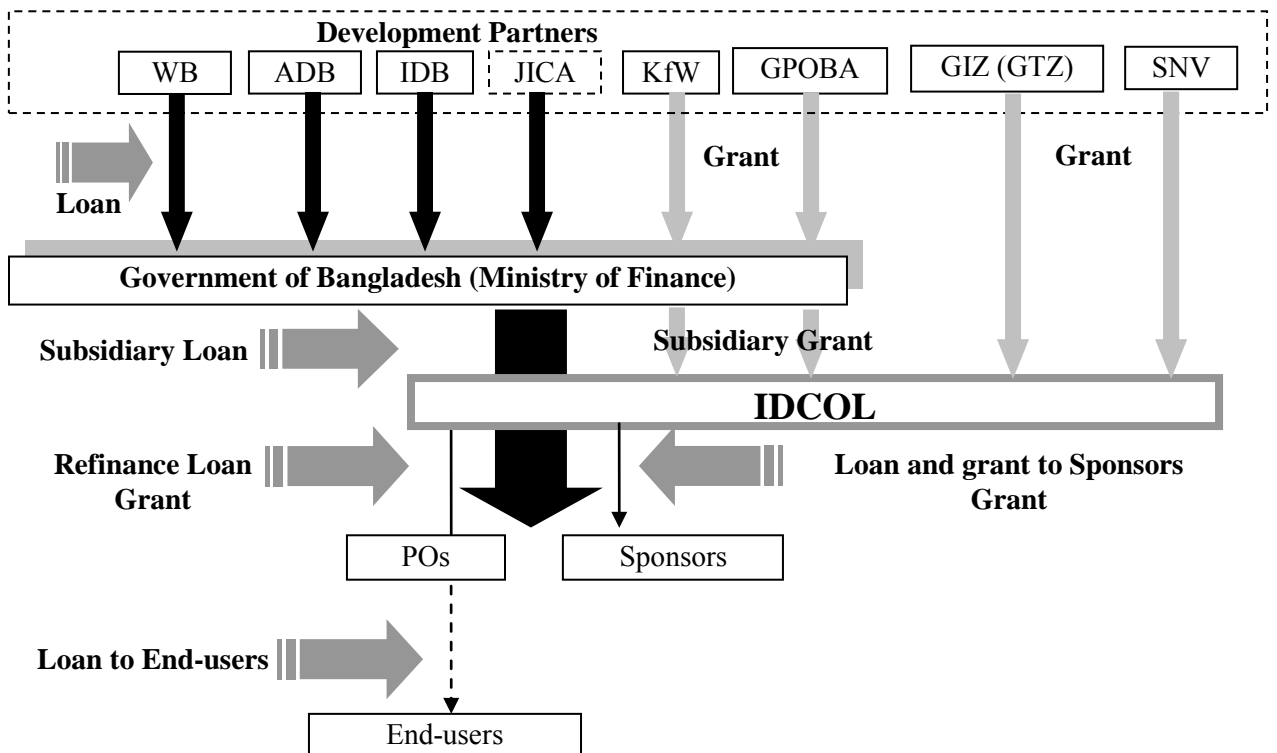 Development Partners
WB
ADB
IDB
JICA
KfW
GPOBA
GIZ (GTZ)
SNV
Loan
Grant
Grant
Government of Bangladesh (Ministry of Finance)
Subsidiary Loan
Subsidiary Grant
IDCOL
Refinance Loan
Grant
Loan and grant to Sponsors
Grant
POs
Sponsors
Loan to End-users
End-users